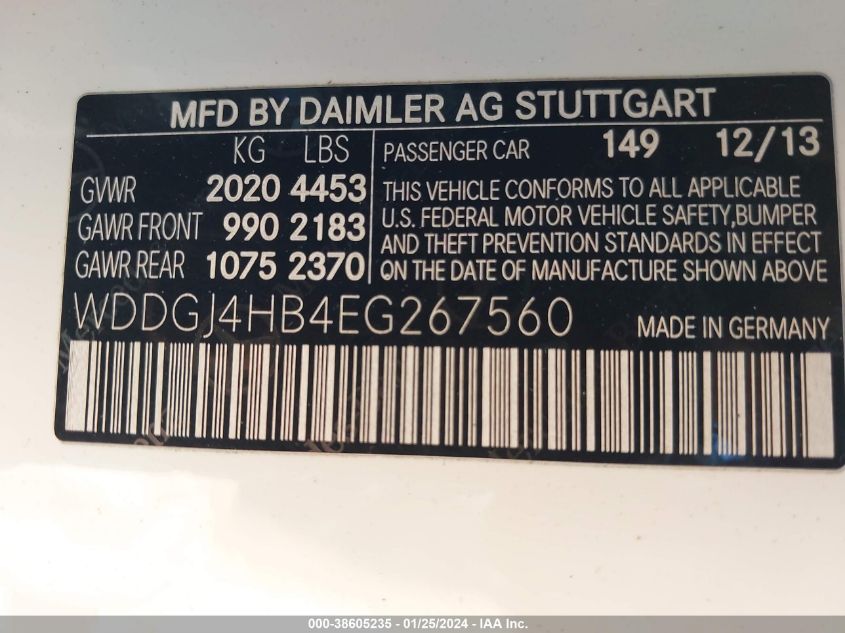 MFD BY DAIMLER AG STUTTGART
KG LBS
GVWR 2020 4453
GAWR FRONT 990 2183
GAWR REAR 1075 2370
PASSENGER CAR 149 12/13
THIS VEHICLE CONFORMS TO ALL APPLICABLE
U.S. FEDERAL MOTOR VEHICLE SAFETY,BUMPER
AND THEFT PREVENTION STANDARDS IN EFFECT
ON THE DATE OF MANUFACTURE SHOWN ABOVE
WDDGJ4HB4EG267560 MADE IN GERMANY
000-38605235 - 01/25/2024 - IAA Inc.